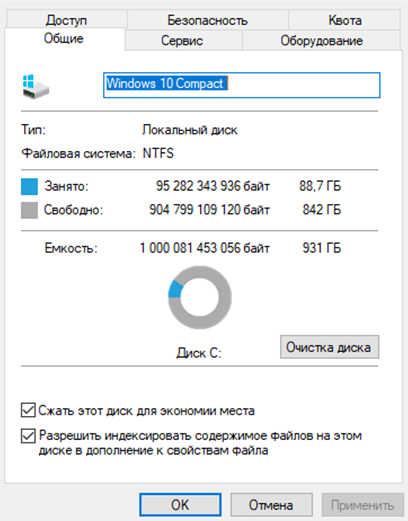 Доступ Безопасность Квота
Общие Сервис Оборудование
Windows 10 Compact
Тип: Локальный диск
Файловая система: NTFS
Занято: 95 282 343 936 байт 88,7 ГБ
Свободно: 904 799 109 120 байт 842 ГБ
Емкость: 1 000 081 453 056 байт 931 ГБ
Диск C: Очистка диска
Сжать этот диск для экономии места
Разрешить индексировать содержимое файлов на этом
диске в дополнение к свойствам файла
OK Отмена Применить